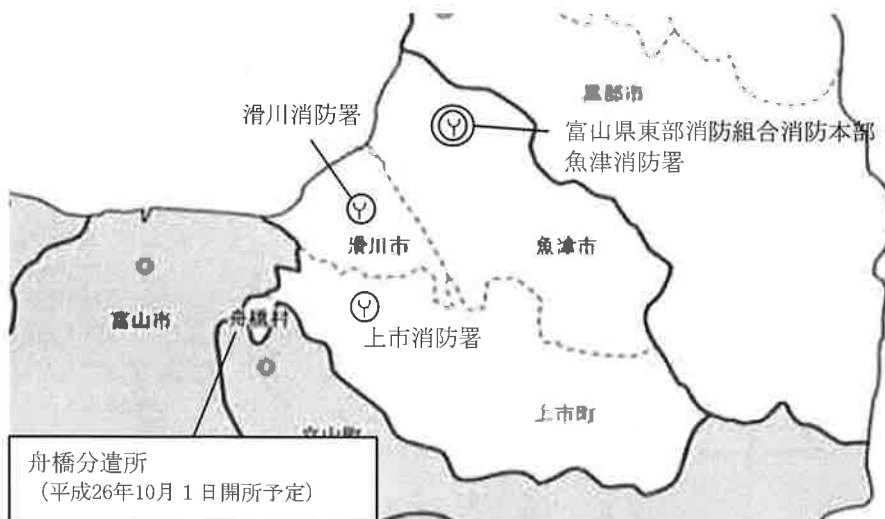 黒部市
滑川消防署
富山県東部消防組合消防本部
魚津消防署
滑川市
魚津市
富山市
舟橋村
上市消防署
上市町
立山町
舟橋分遣所
（平成26年10月１日開所予定）